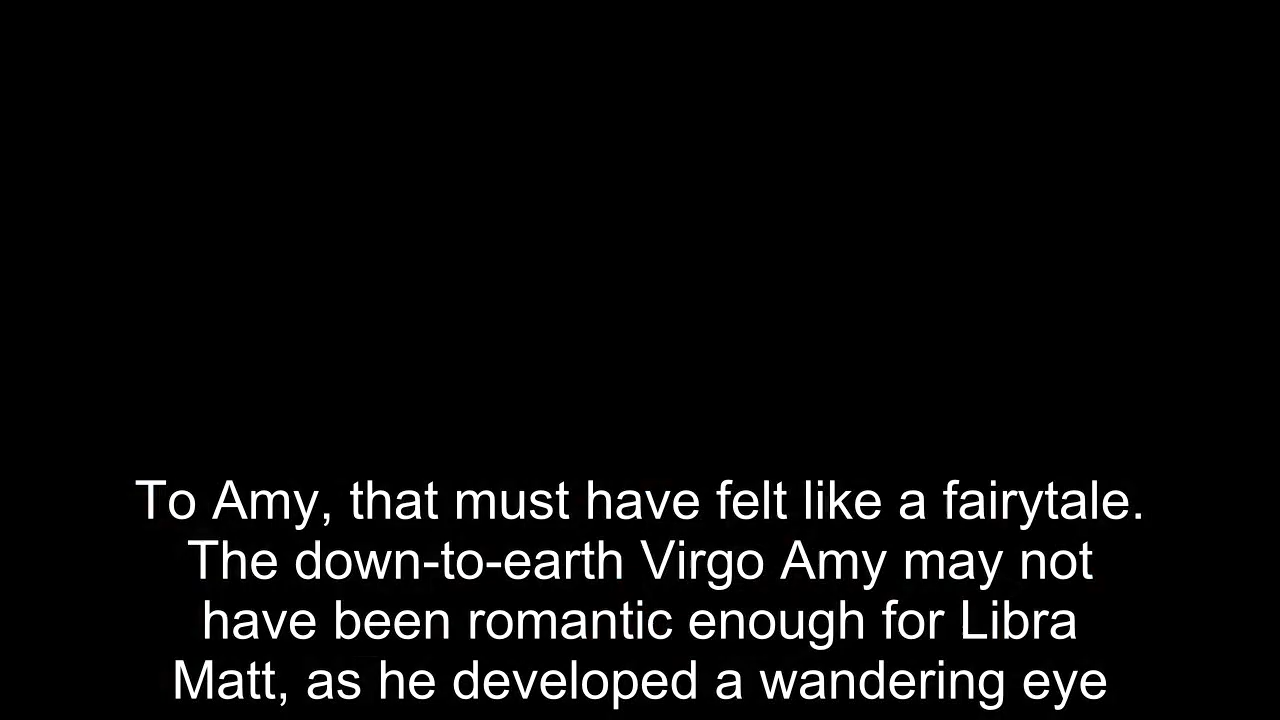 To Amy, that must have felt like a fairytale.
The down-to-earth Virgo Amy may not
have been romantic enough for Libra
Matt, as he developed a wandering eye